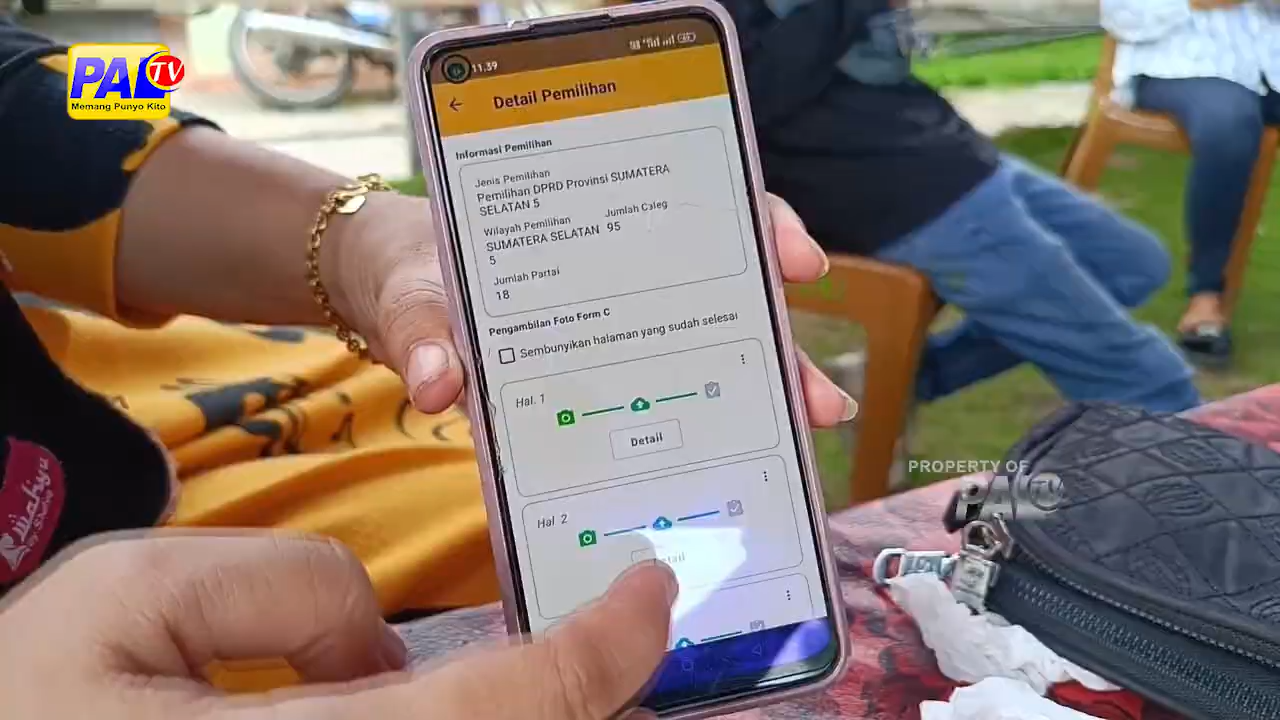 PAL TV
Memang Punyo Kito
11.39
Detail Pemilihan
Informasi Pemilihan
Jenis Pemilihan
Pemilihan DPRD Provinsi SUMATERA
SELATAN 5
Wilayah Pemilihan
Jumlah Caleg
SUMATERA SELATAN
95
5
Jumlah Partai
18
Pengambilan Foto Form C
Sembunyikan halaman yang sudah selesai
Hal. 1
Detail
Hal. 2
PROPERTY OF
PAL TV